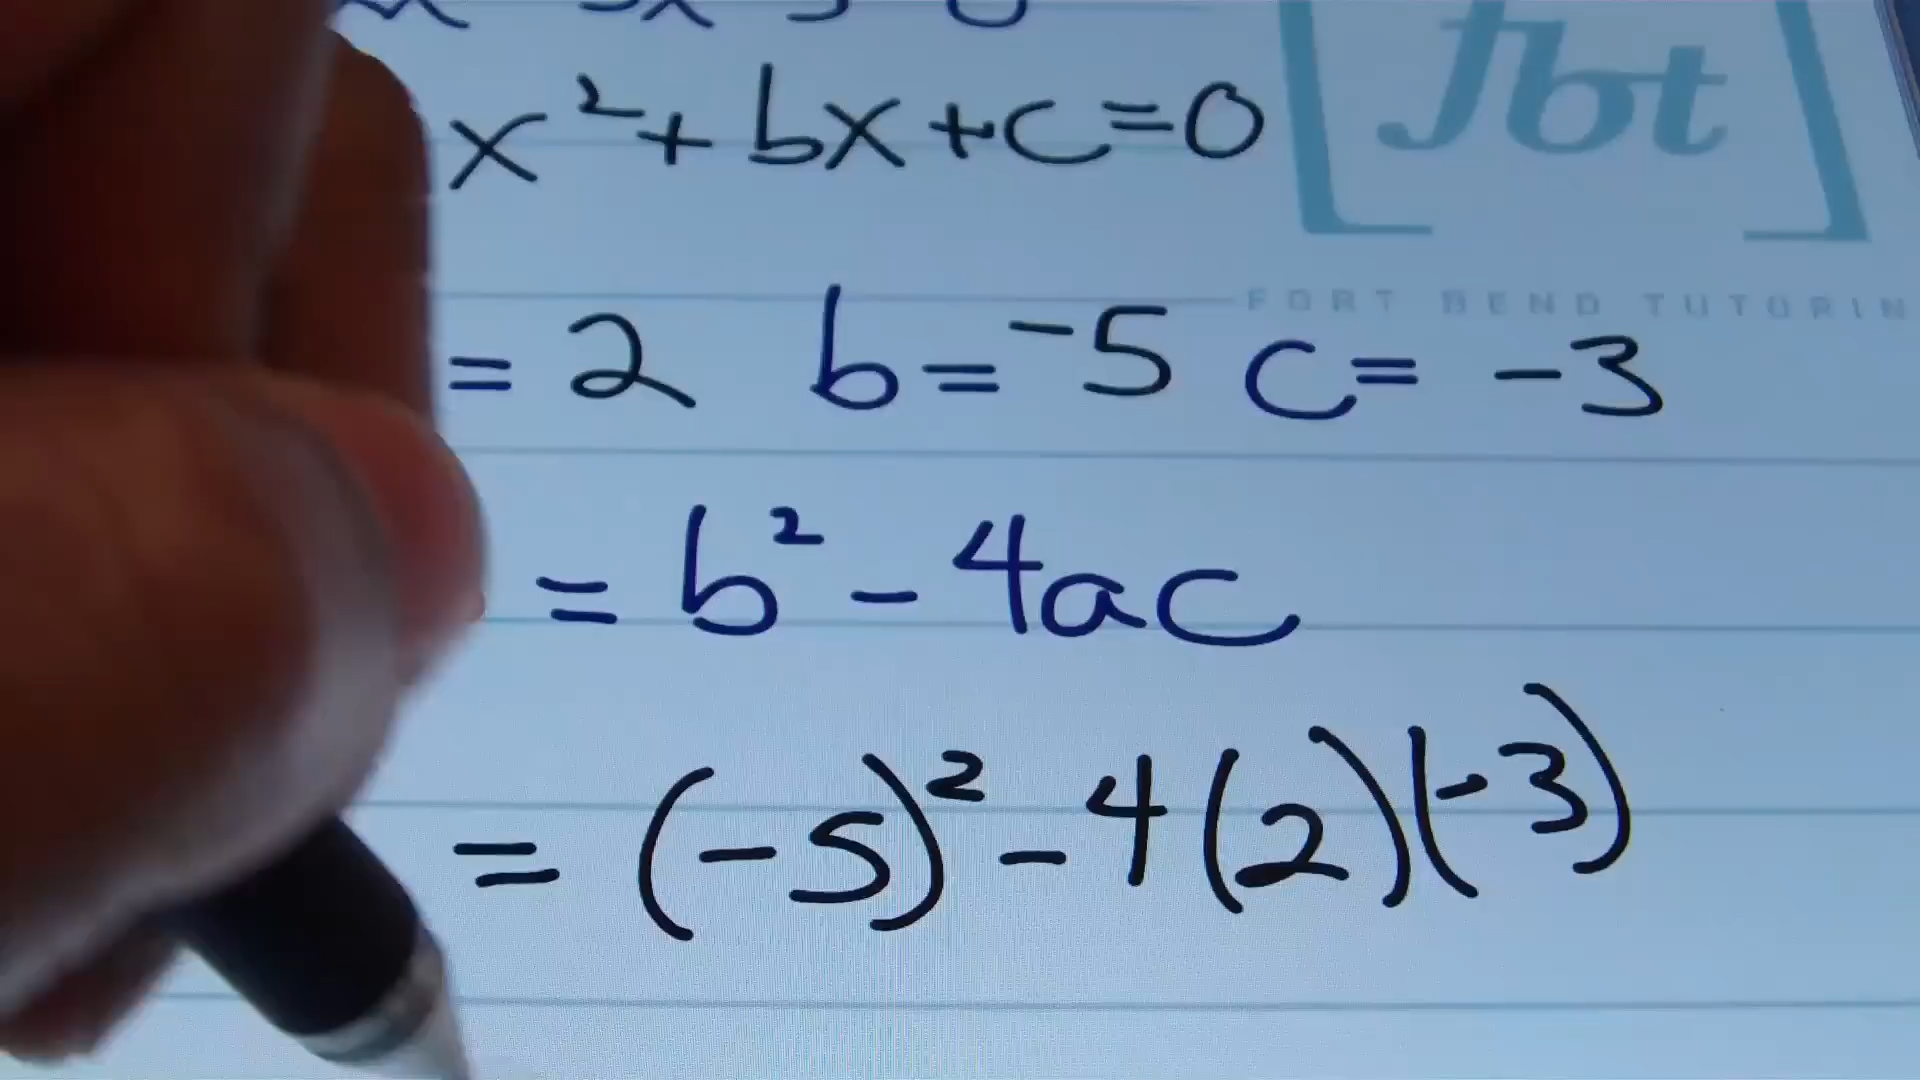 x² + bx + c = 0
fbt
FORT BEND TUTORIN
= 2 b = -5 c = -3
= b² - 4ac
= (-5)² - 4(2)(-3)